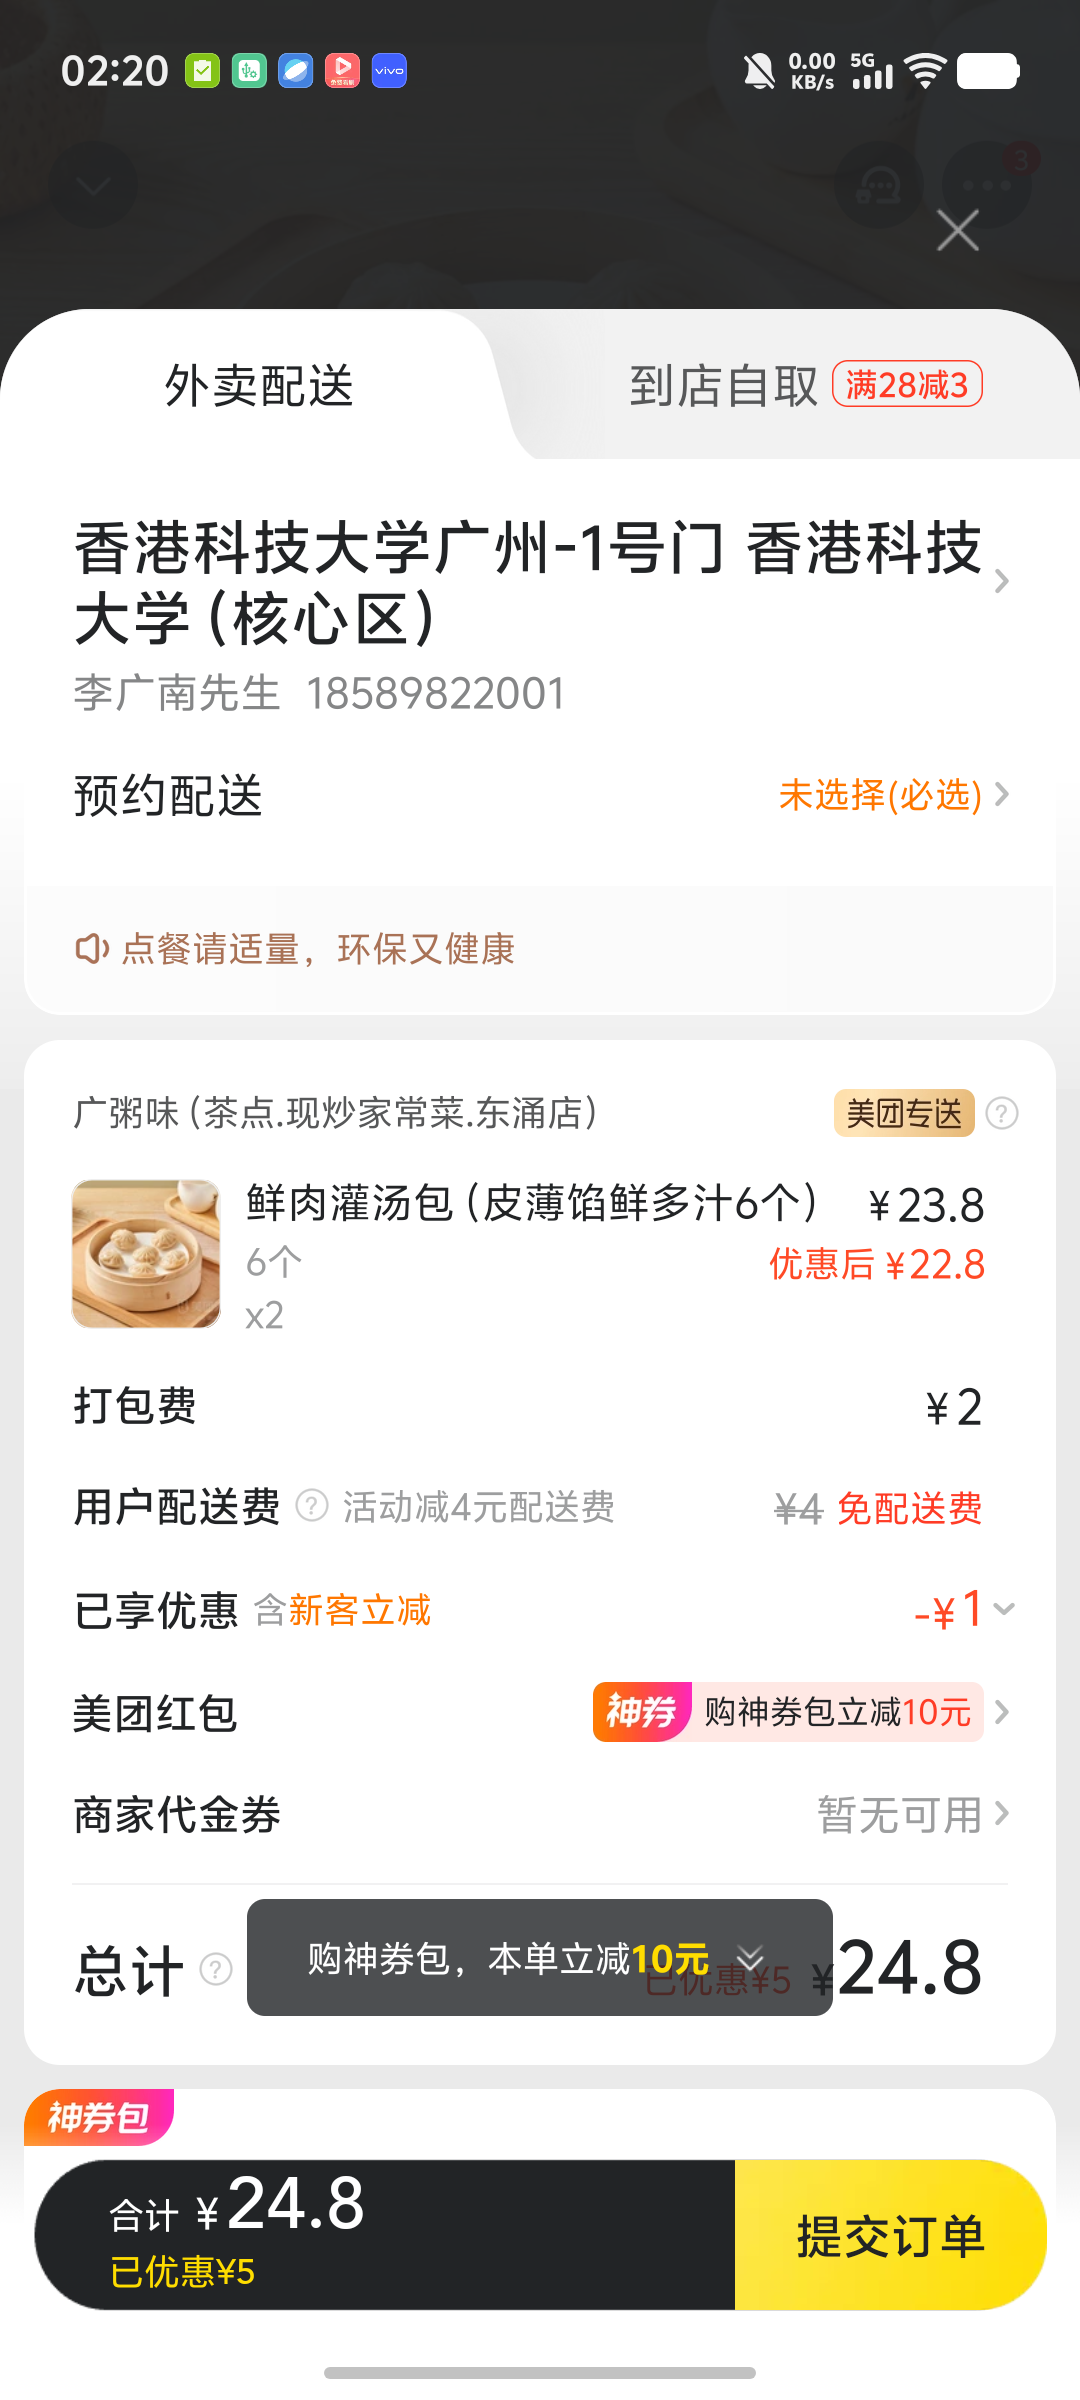 02:20
0.00
KB/s
5G
vivo
3
外卖配送
到店自取 满28减3
香港科技大学广州-1号门 香港科技
大学(核心区)
李广南先生 18589822001
预约配送
未选择(必选)
点餐请适量，环保又健康
广粥味(茶点.现炒家常菜.东涌店)
美团专送 ?
鲜肉灌汤包(皮薄馅鲜多汁6个) ¥23.8
6个
优惠后 ¥22.8
x2
打包费 ¥2
用户配送费 ? 活动减4元配送费 ¥4 免配送费
已享优惠 含新客立减 -¥1
美团红包 神券 购神券包立减10元
商家代金券 暂无可用
总计 ? 已优惠¥5 ¥24.8
购神券包，本单立减10元
神券包
合计 ¥24.8
已优惠¥5
提交订单